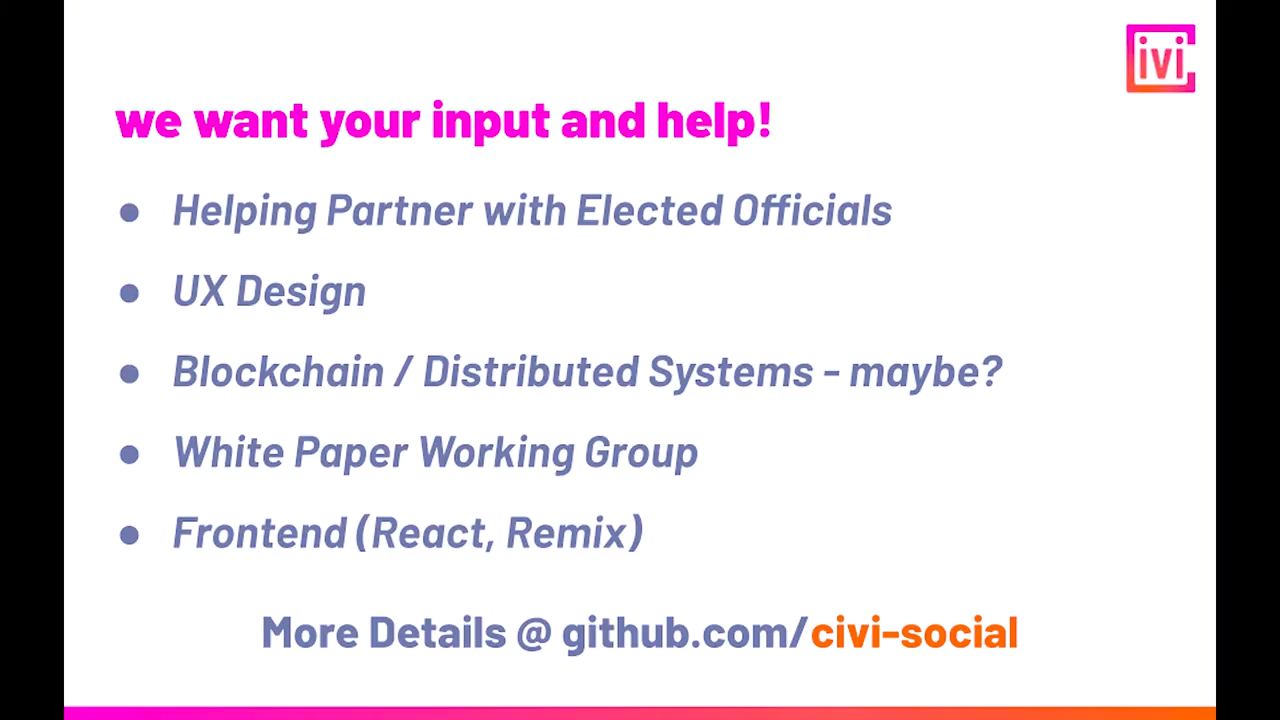 civi
we want your input and help!
● Helping Partner with Elected Officials
● UX Design
● Blockchain / Distributed Systems - maybe?
● White Paper Working Group
● Frontend (React, Remix)
More Details @ github.com/civi-social